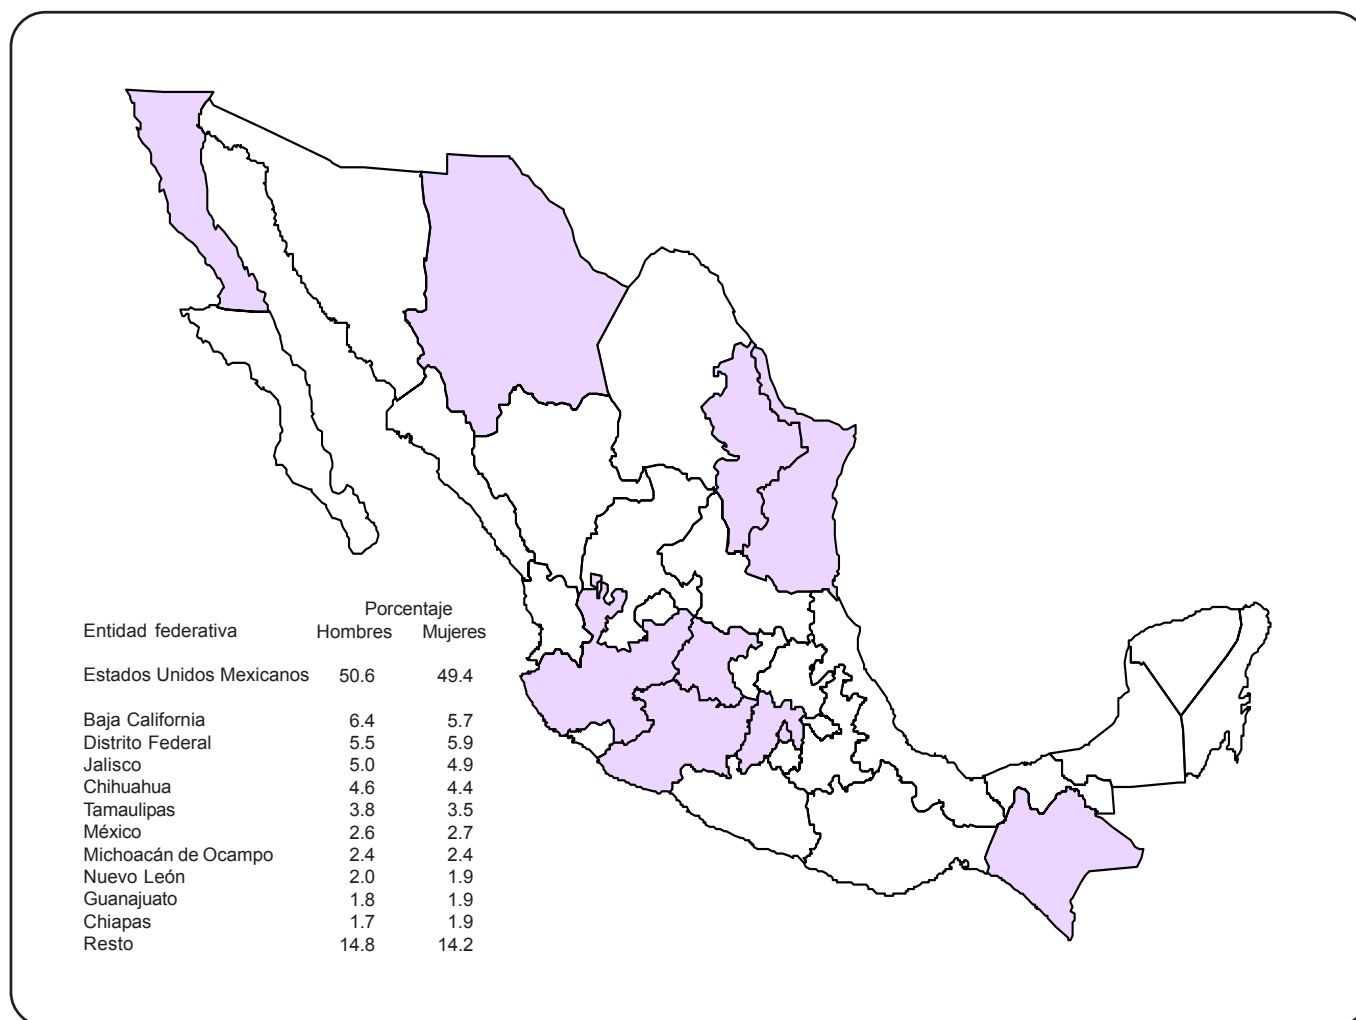 Porcentaje
Entidad federativa Hombres Mujeres
Estados Unidos Mexicanos 50.6 49.4
Baja California 6.4 5.7
Distrito Federal 5.5 5.9
Jalisco 5.0 4.9
Chihuahua 4.6 4.4
Tamaulipas 3.8 3.5
México 2.6 2.7
Michoacán de Ocampo 2.4 2.4
Nuevo León 2.0 1.9
Guanajuato 1.8 1.9
Chiapas 1.7 1.9
Resto 14.8 14.2